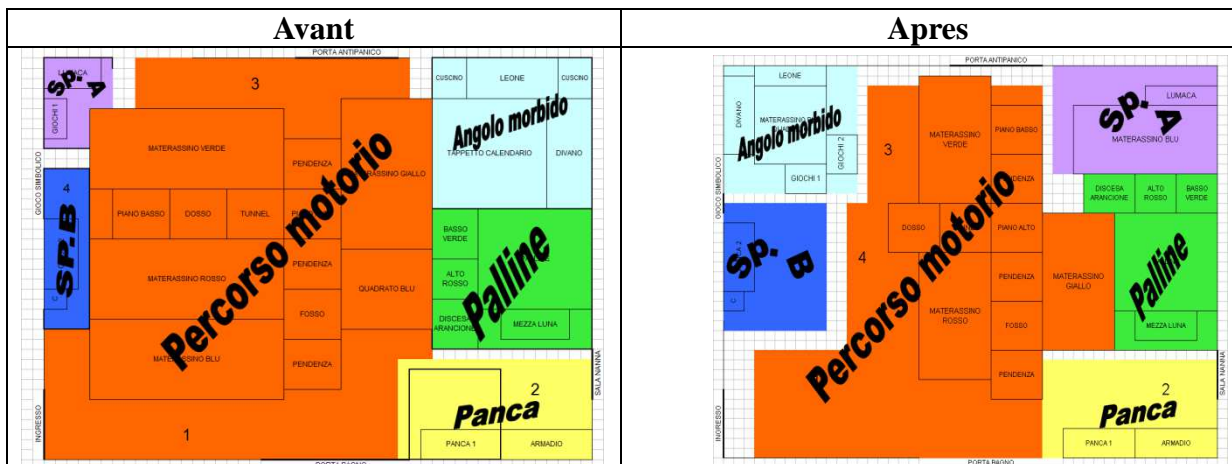 Avant
Apres
PORTA ANTIPANICO
LUMACA
Sp. A
GIOCHI 1
3
CUSCINO
LEONE
CUSCINO
Angolo morbido
TAPPETTO CALENDARIO
DIVANO
MATERASSINO VERDE
PENDENZA
GIOCO SIMBOLICO
4
SP.B
C
PIANO BASSO
DOSSO
TUNNEL
Percorso motorio
MATERASSINO ROSSO
PENDENZA
QUADRATO BLU
FOSSO
MATERASSINO BLU
PENDENZA
BASSO VERDE
ALTO ROSSO
DISCESA ARANCIONE
Palline
MEZZA LUNA
SALA NANNA
INGRESSO
1
2
Panca
PANCA 1
ARMADIO
PORTA BAGNO
PORTA ANTIPANICO
LEONE
DIVANO
Angolo morbido
GIOCHI 2
GIOCHI 1
3
MATERASSINO VERDE
PIANO BASSO
LUMACA
Sp. A
MATERASSINO BLU
GIOCO SIMBOLICO
DISCESA ARANCIONE
ALTO ROSSO
BASSO VERDE
Sp. B
C
4
DOSSO
PIANO ALTO
Percorso motorio
MATERASSINO ROSSO
PENDENZA
MATERASSINO GIALLO
FOSSO
PENDENZA
Palline
MEZZA LUNA
SALA NANNA
INGRESSO
2
Panca
PANCA 1
ARMADIO
PORTA BAGNO